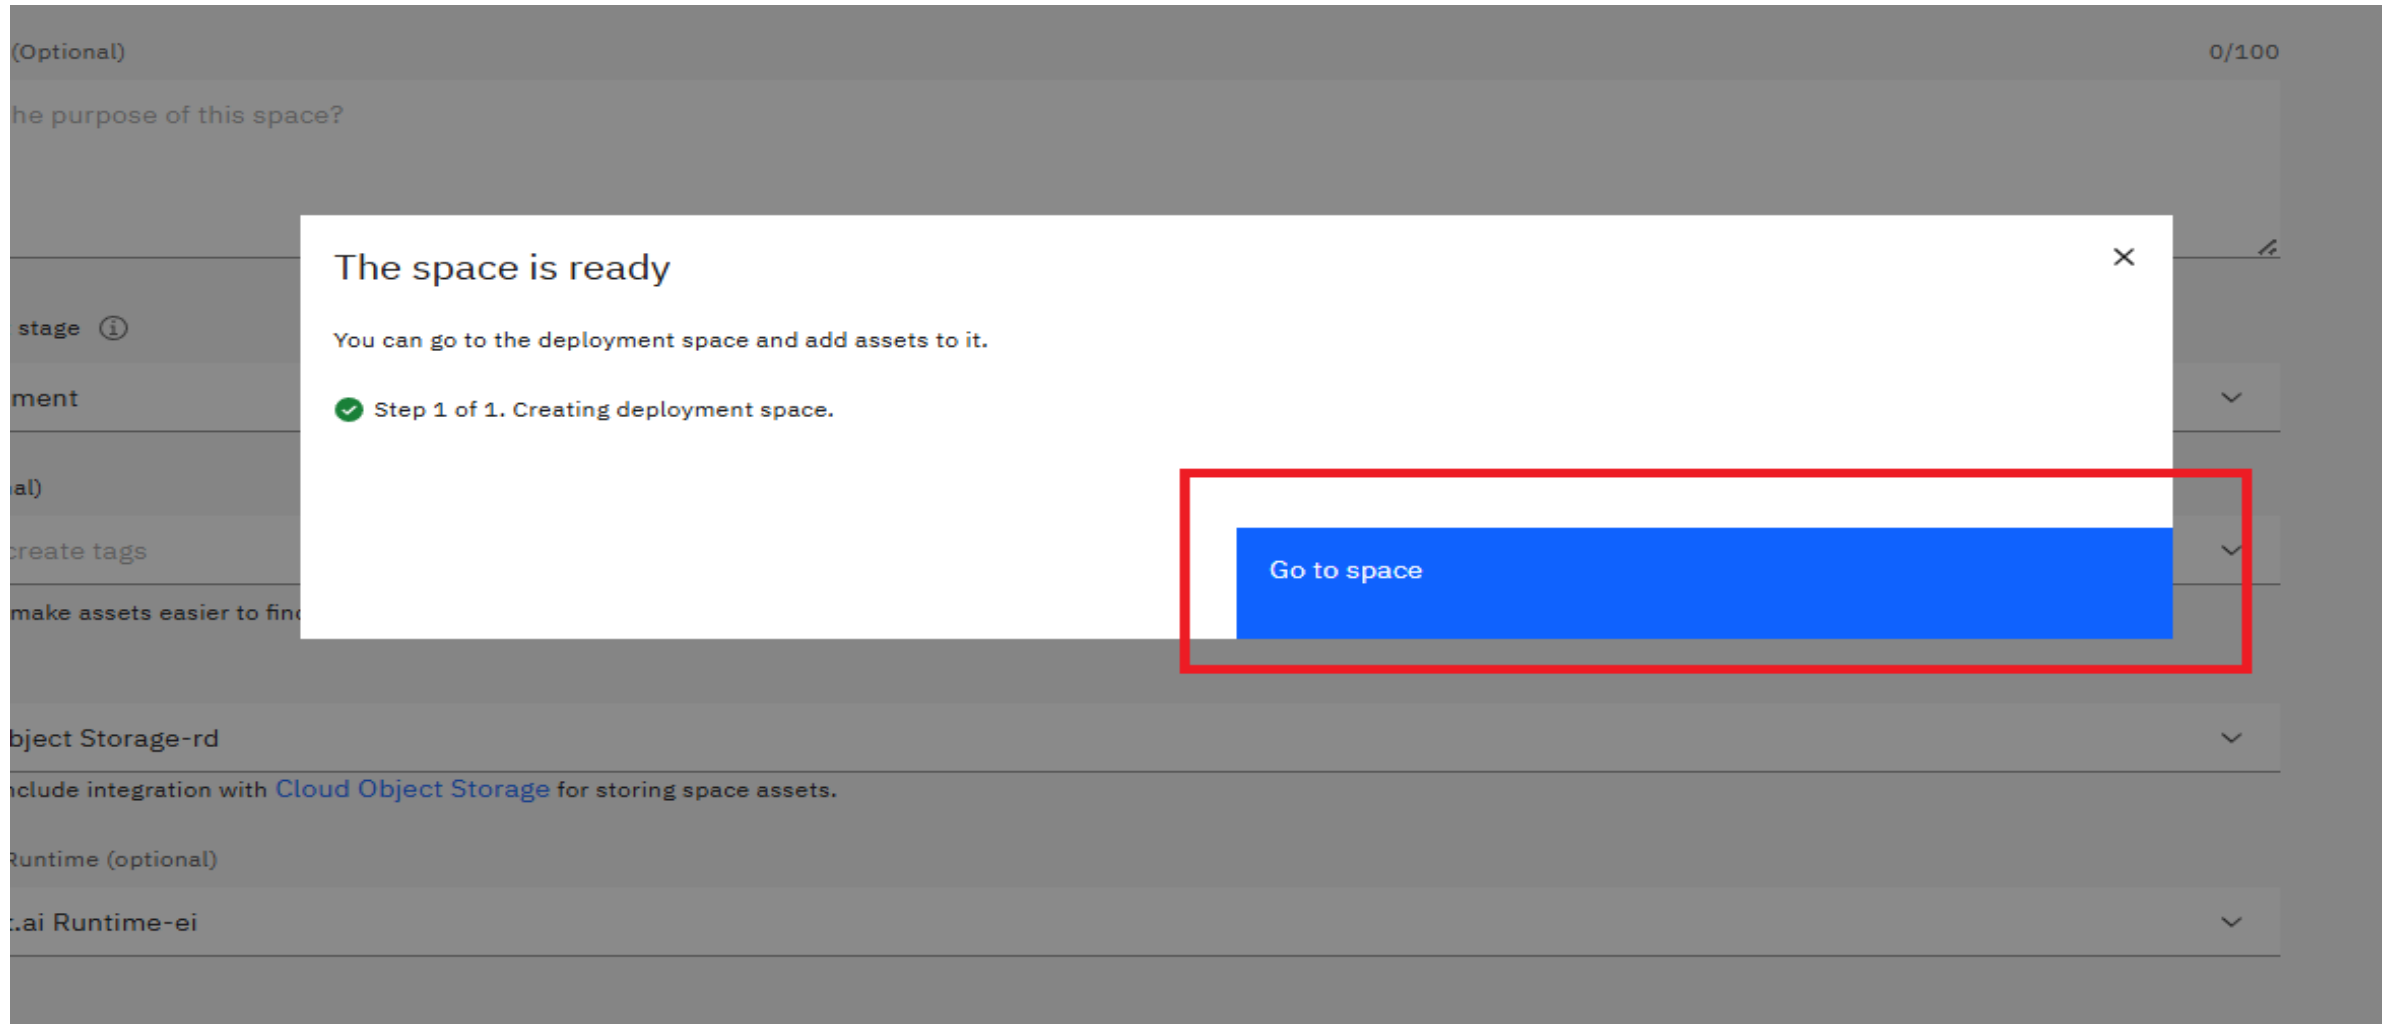 (Optional)
0/100
he purpose of this space?
The space is ready
You can go to the deployment space and add assets to it.
stage
Step 1 of 1. Creating deployment space.
ment
al)
create tags
Go to space
make assets easier to find
bject Storage-rd
nclude integration with Cloud Object Storage for storing space assets.
Runtime (optional)
t.ai Runtime-ei